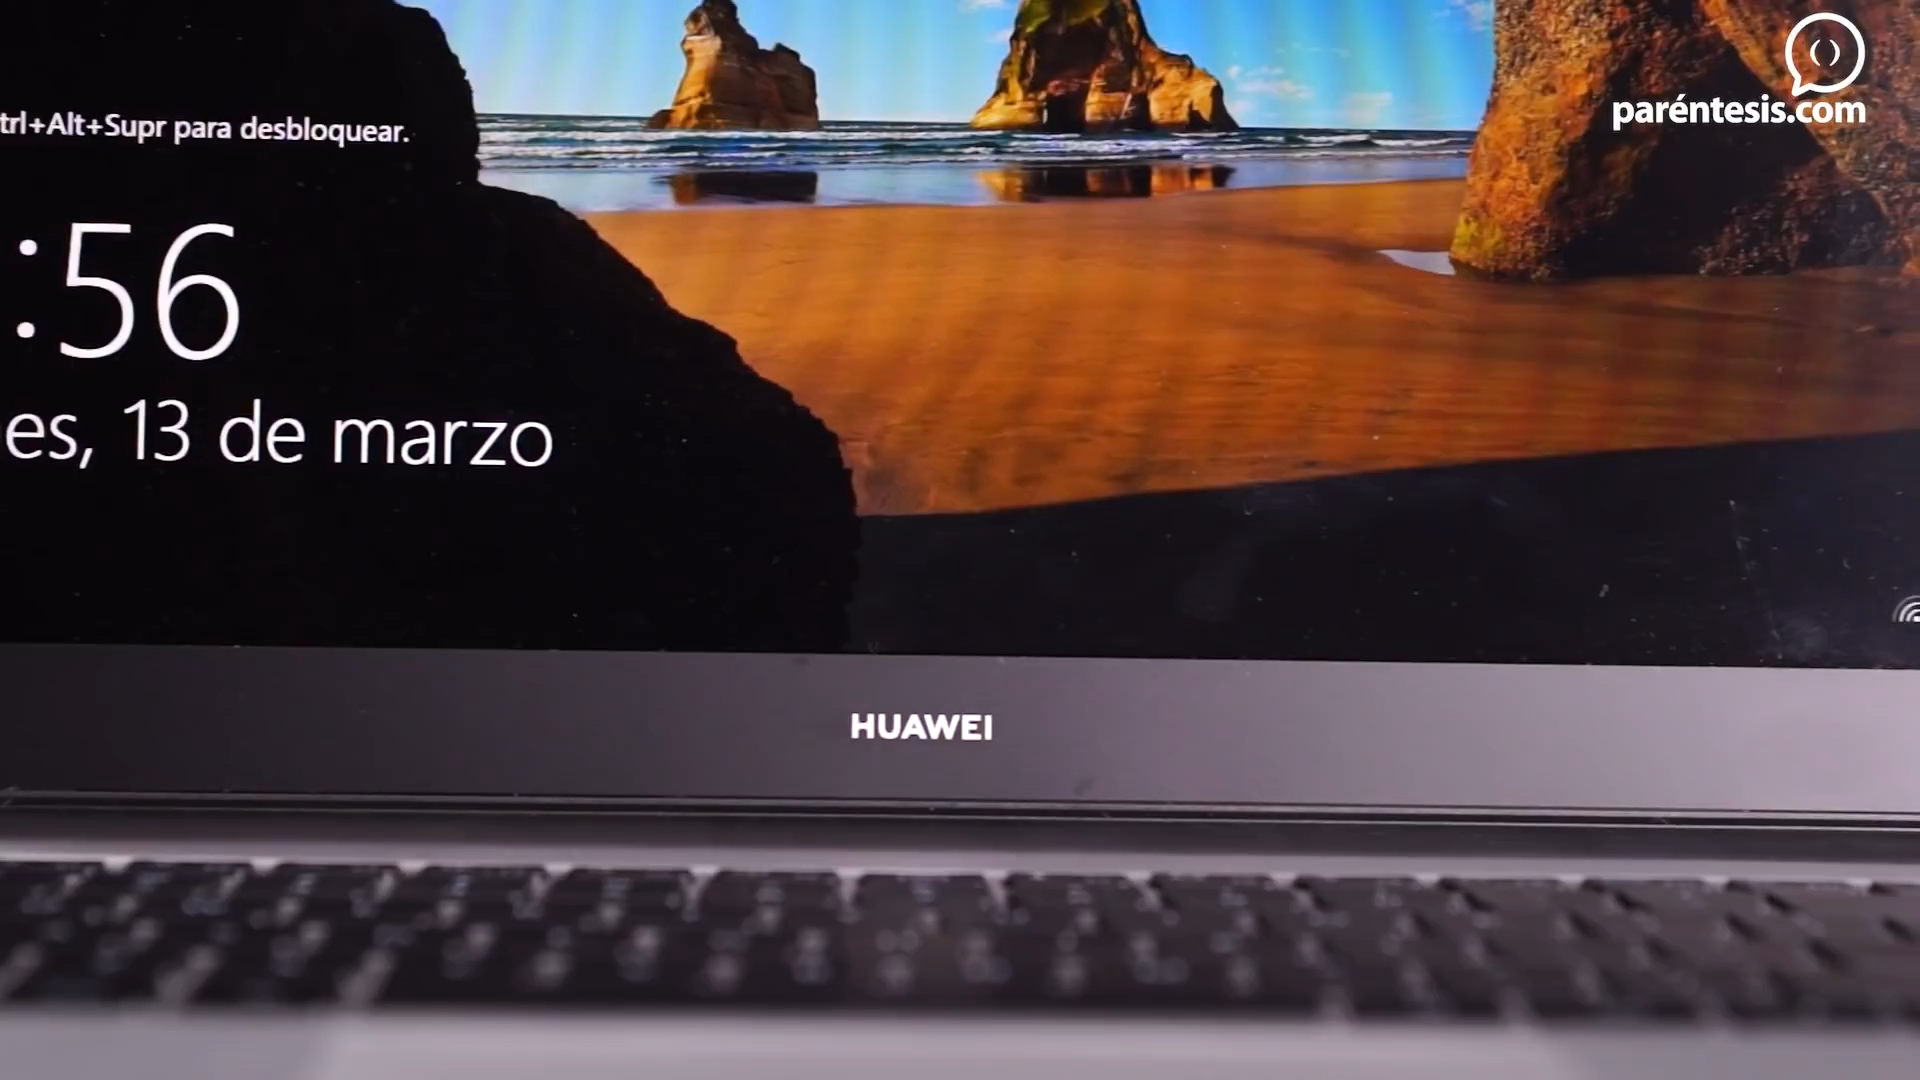 paréntesis.com
trl+Alt+Supr para desbloquear.
:56
es, 13 de marzo
HUAWEI